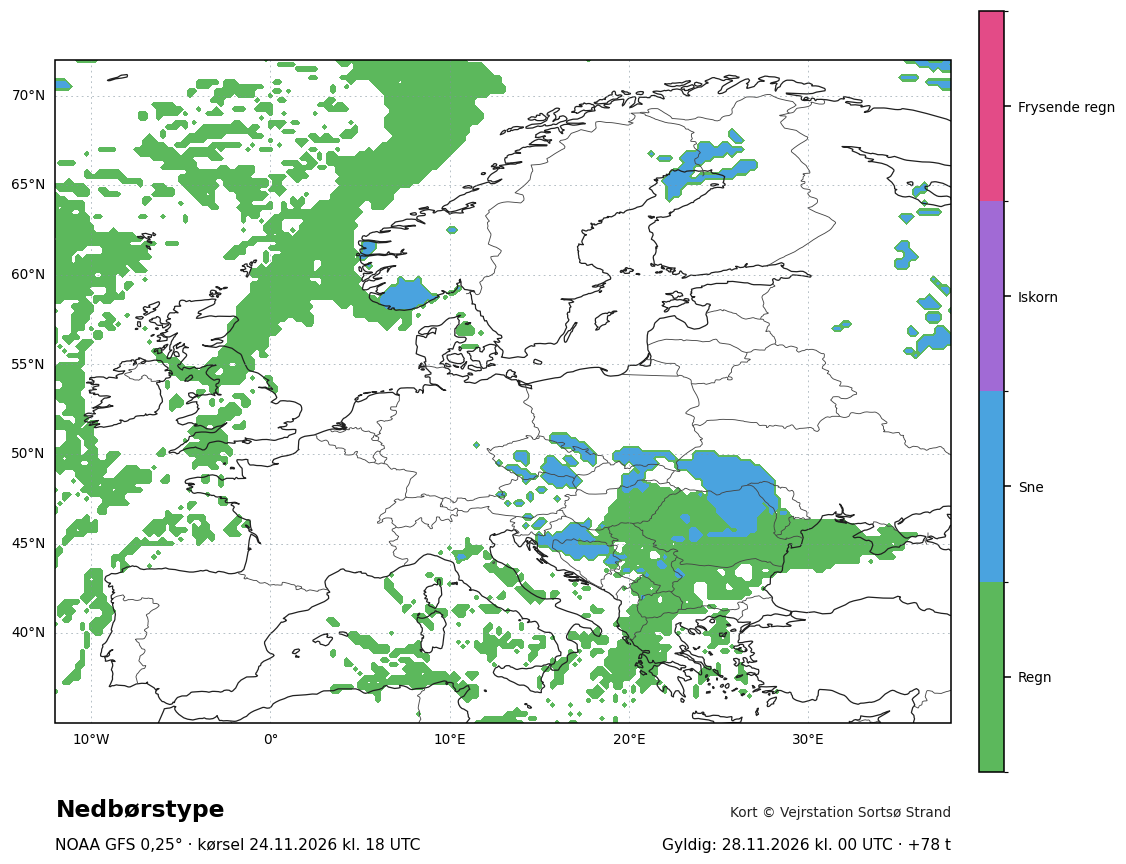 70°N
65°N
60°N
55°N
50°N
45°N
40°N
10°W
0°
10°E
20°E
30°E
Frysende regn
Iskorn
Sne
Regn
Nedbørstype
Kort © Vejrstation Sortsø Strand
NOAA GFS 0,25° · kørsel 24.11.2026 kl. 18 UTC
Gyldig: 28.11.2026 kl. 00 UTC · +78 t